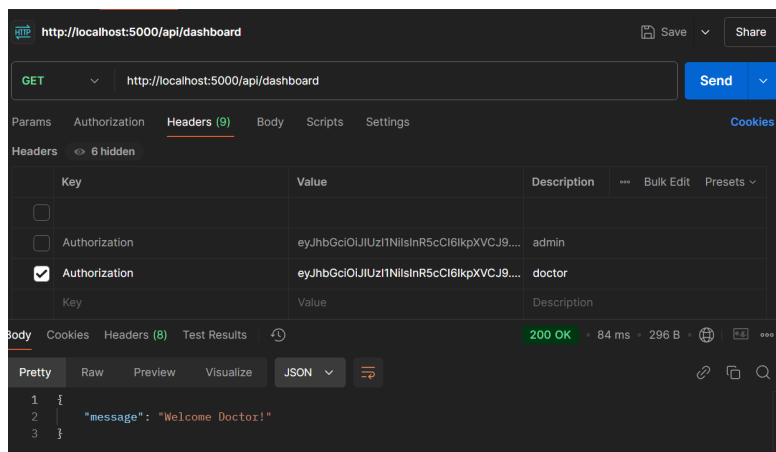 HTTP http://localhost:5000/api/dashboard Save Share
GET http://localhost:5000/api/dashboard Send
Params Authorization Headers (9) Body Scripts Settings Cookies
Headers 6 hidden
Key Value Description Bulk Edit Presets
Authorization eyJhbGciOiJIUzI1NiIsInR5cCI6IkpXVCJ9.... admin
Authorization eyJhbGciOiJIUzI1NiIsInR5cCI6IkpXVCJ9.... doctor
Key Value Description
Body Cookies Headers (8) Test Results 200 OK 84 ms 296 B
Pretty Raw Preview Visualize JSON
1 {
2 "message": "Welcome Doctor!"
3 }